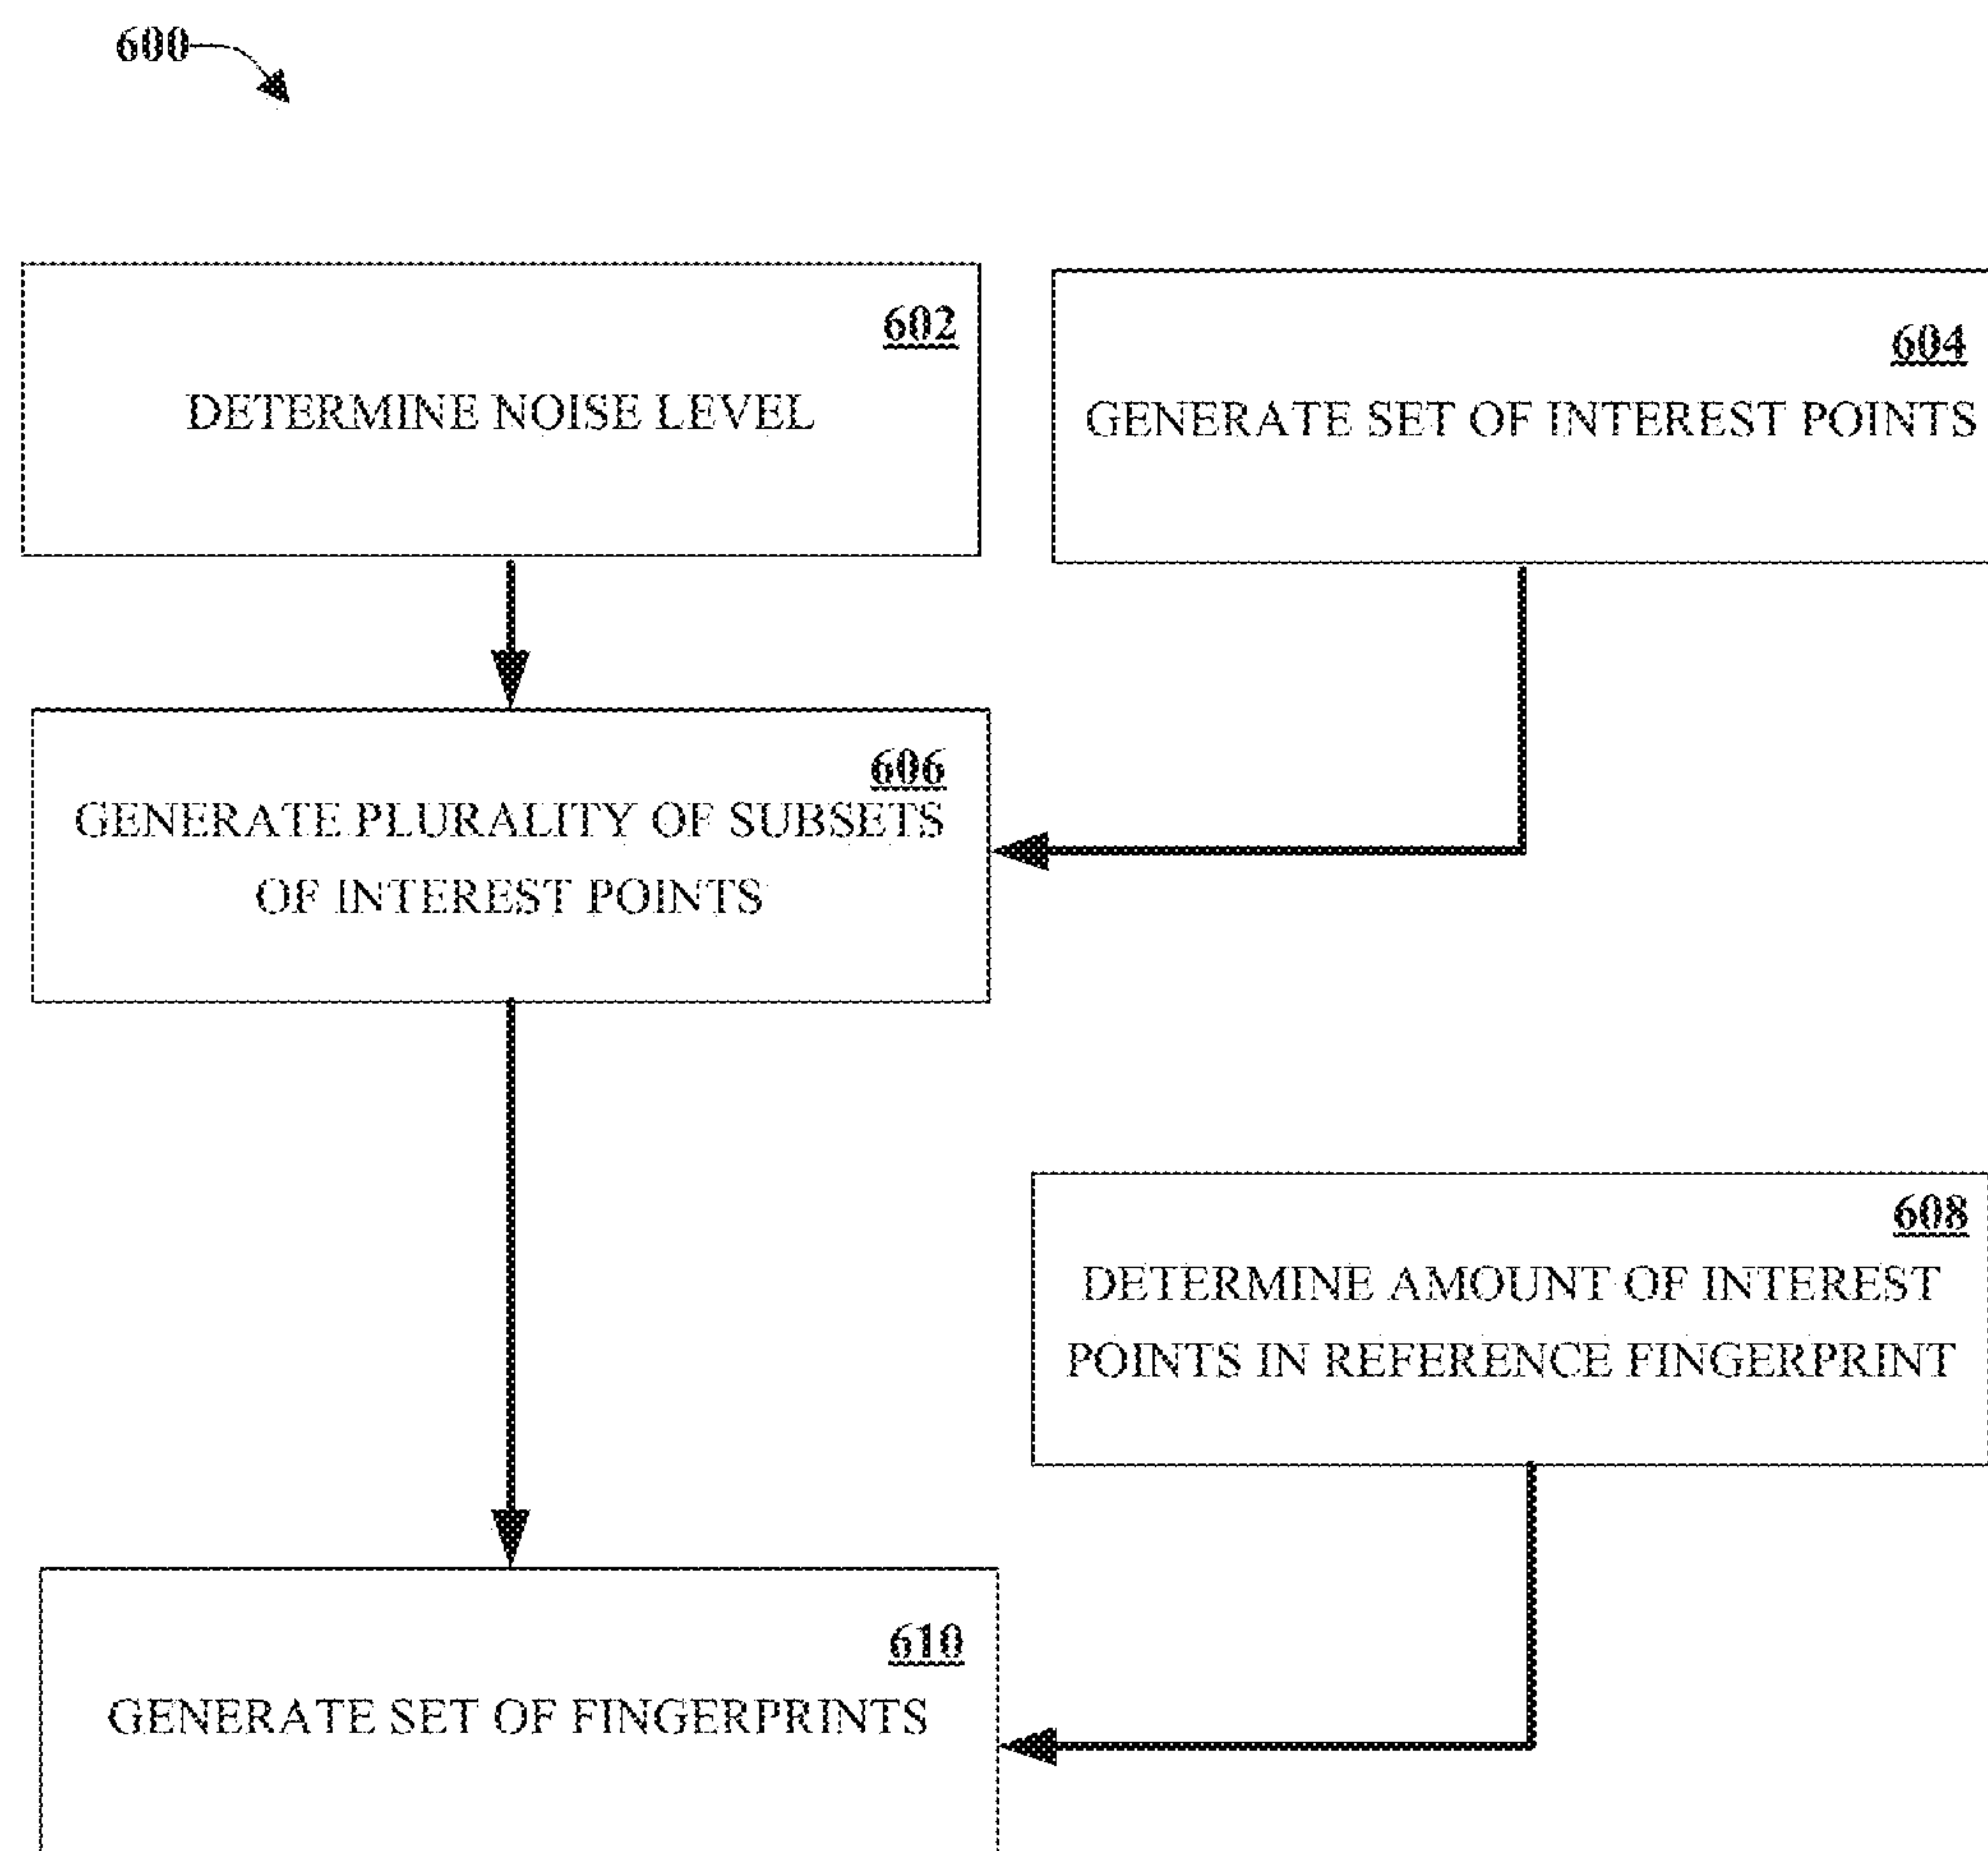 600
602
DETERMINE NOISE LEVEL
604
GENERATE SET OF INTEREST POINTS
606
GENERATE PLURALITY OF SUBSETS
OF INTEREST POINTS
608
DETERMINE AMOUNT OF INTEREST
POINTS IN REFERENCE FINGERPRINT
610
GENERATE SET OF FINGERPRINTS